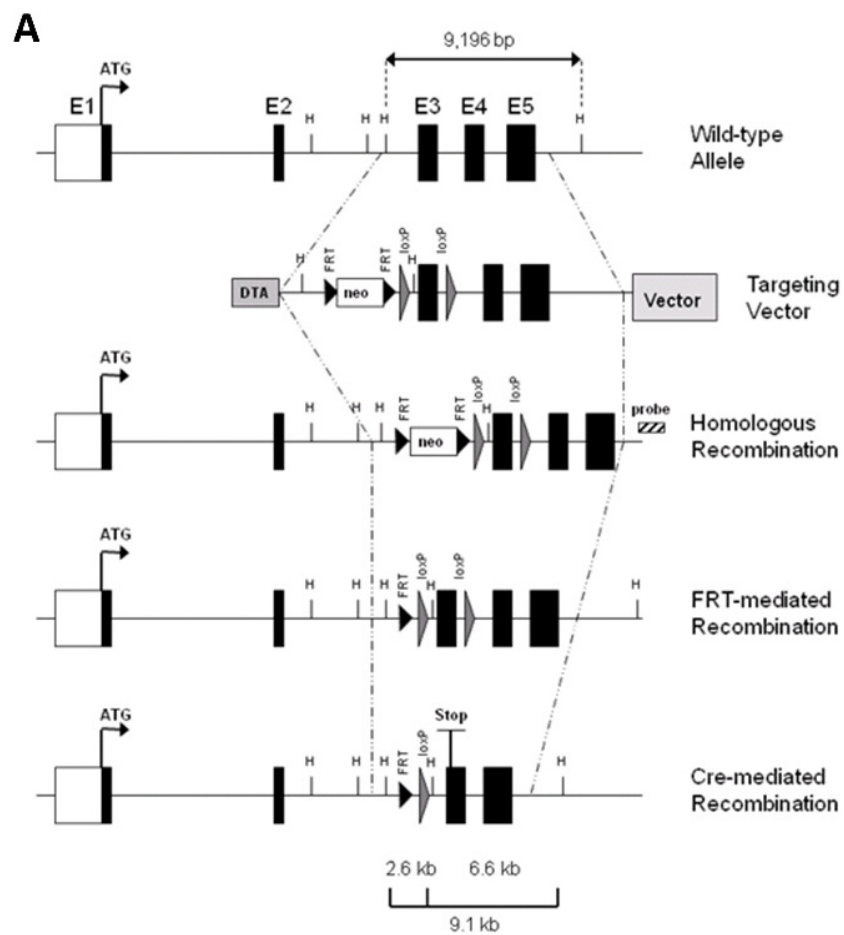 A
9,196 bp
ATG
E1 E2 H H H E3 E4 E5 H
Wild-type
Allele
H FRT FRT loxP H loxP
DTA neo Vector
Targeting
Vector
ATG
H H H FRT FRT loxP H loxP probe
neo
Homologous
Recombination
ATG
H H H FRT loxP H loxP H
FRT-mediated
Recombination
ATG Stop
H H H FRT loxP H H
Cre-mediated
Recombination
2.6 kb 6.6 kb
9.1 kb